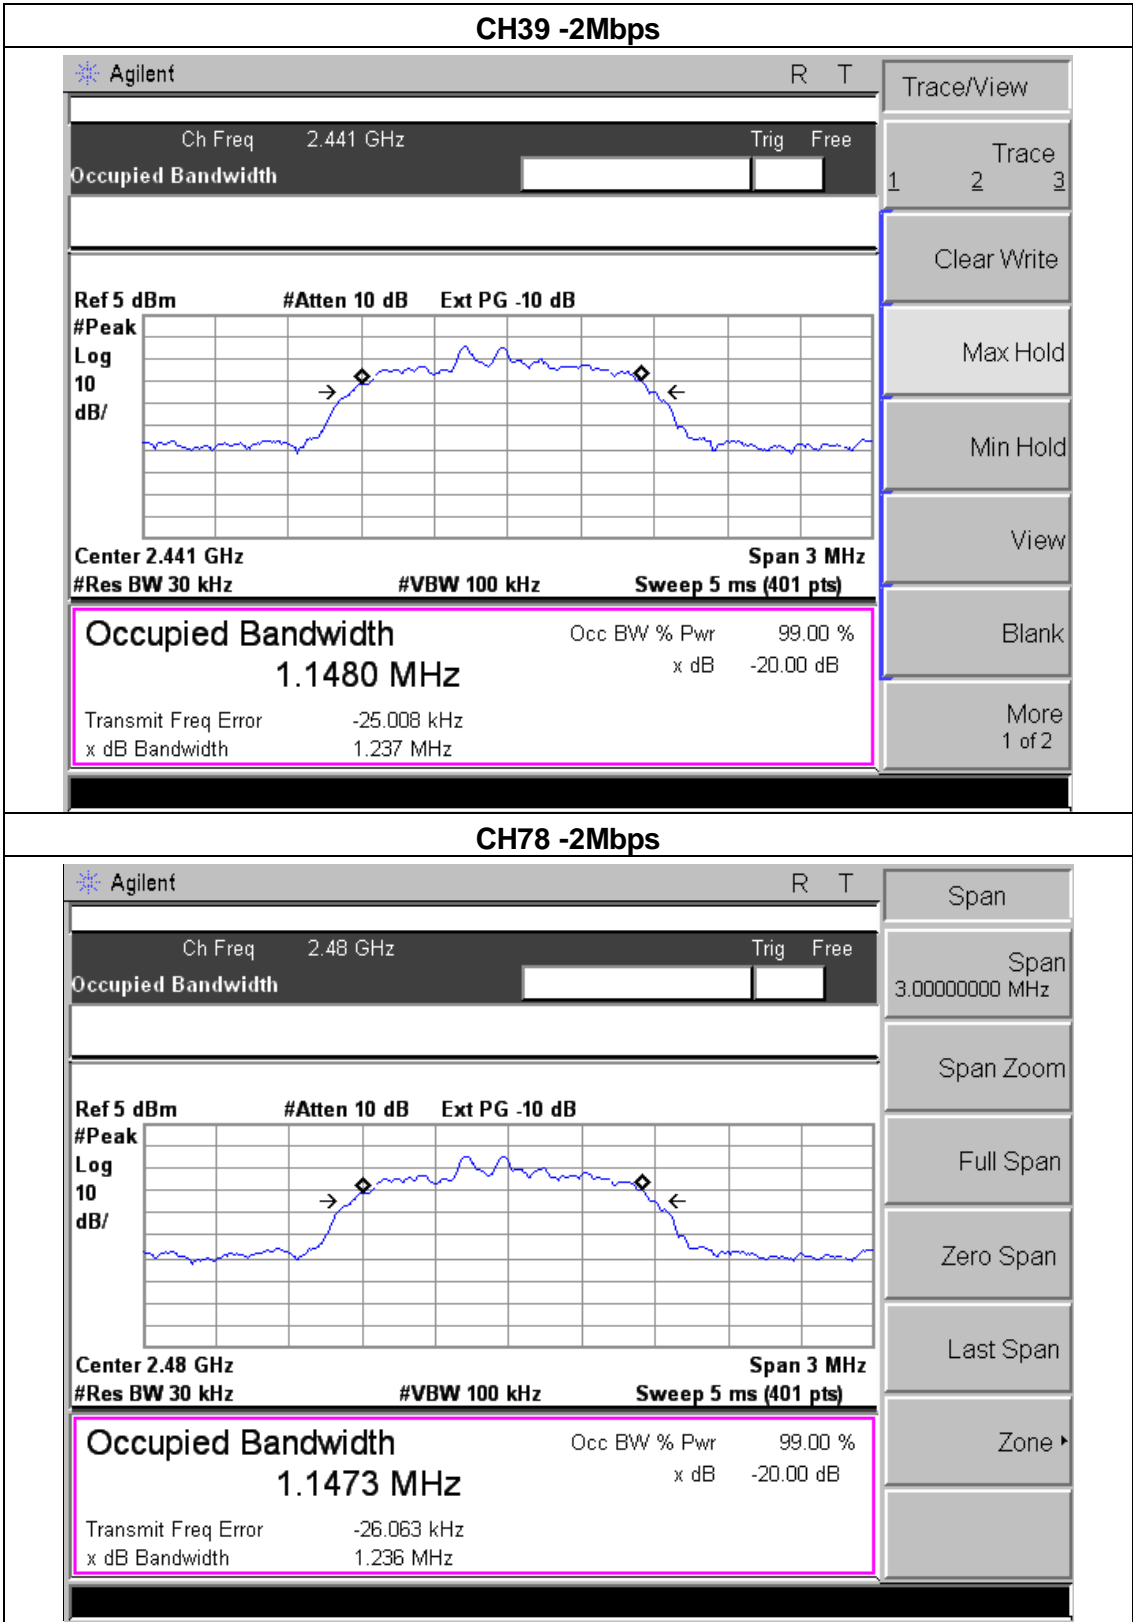 CH39 -2Mbps
Agilent R T
Trace/View
Ch Freq 2.441 GHz Trig Free
Occupied Bandwidth
Trace
1 2 3
Clear Write
Ref 5 dBm #Atten 10 dB Ext PG -10 dB
#Peak
Log
10
dB/
Max Hold
Min Hold
View
Center 2.441 GHz Span 3 MHz
#Res BW 30 kHz #VBW 100 kHz Sweep 5 ms (401 pts)
Occupied Bandwidth Occ BW % Pwr 99.00 %
1.1480 MHz x dB -20.00 dB
Blank
Transmit Freq Error -25.008 kHz
x dB Bandwidth 1.237 MHz
More
1 of 2
CH78 -2Mbps
Agilent R T
Span
Ch Freq 2.48 GHz Trig Free
Occupied Bandwidth
Span
3.00000000 MHz
Span Zoom
Ref 5 dBm #Atten 10 dB Ext PG -10 dB
#Peak
Log
10
dB/
Full Span
Zero Span
Last Span
Center 2.48 GHz Span 3 MHz
#Res BW 30 kHz #VBW 100 kHz Sweep 5 ms (401 pts)
Occupied Bandwidth Occ BW % Pwr 99.00 %
1.1473 MHz x dB -20.00 dB
Zone
Transmit Freq Error -26.063 kHz
x dB Bandwidth 1.236 MHz